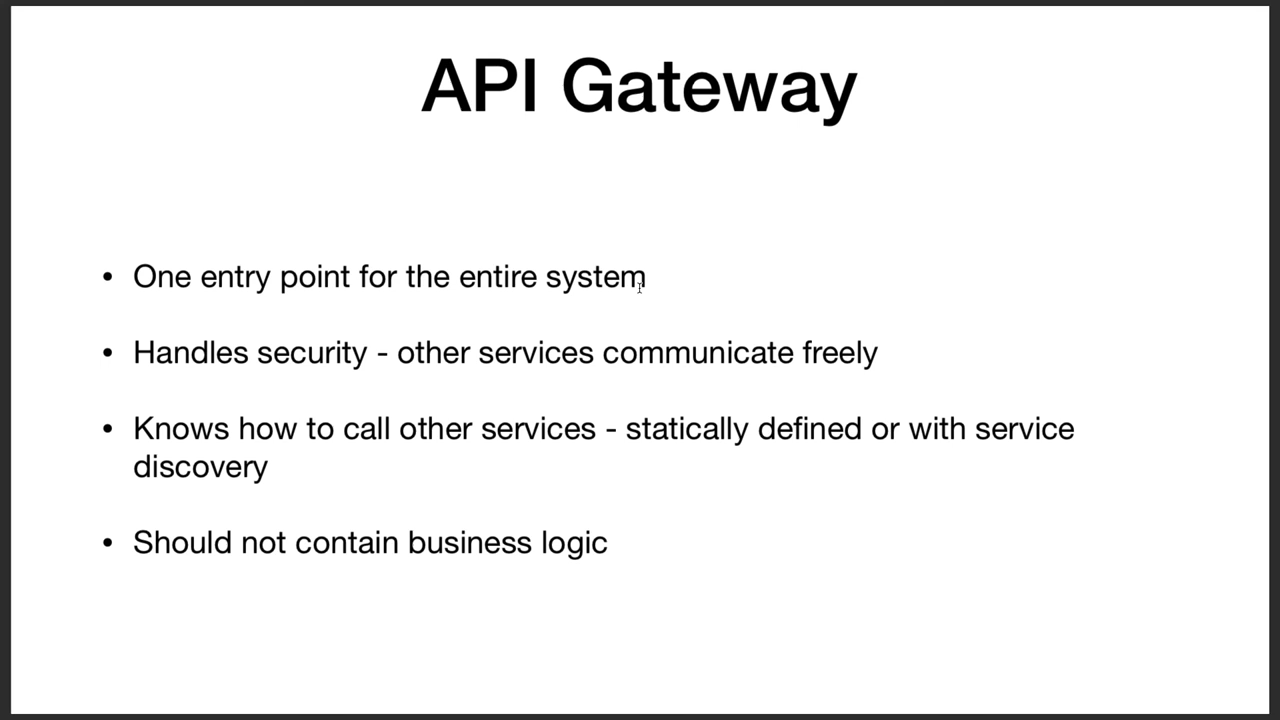 API Gateway
• One entry point for the entire system
• Handles security - other services communicate freely
• Knows how to call other services - statically defined or with service
discovery
• Should not contain business logic